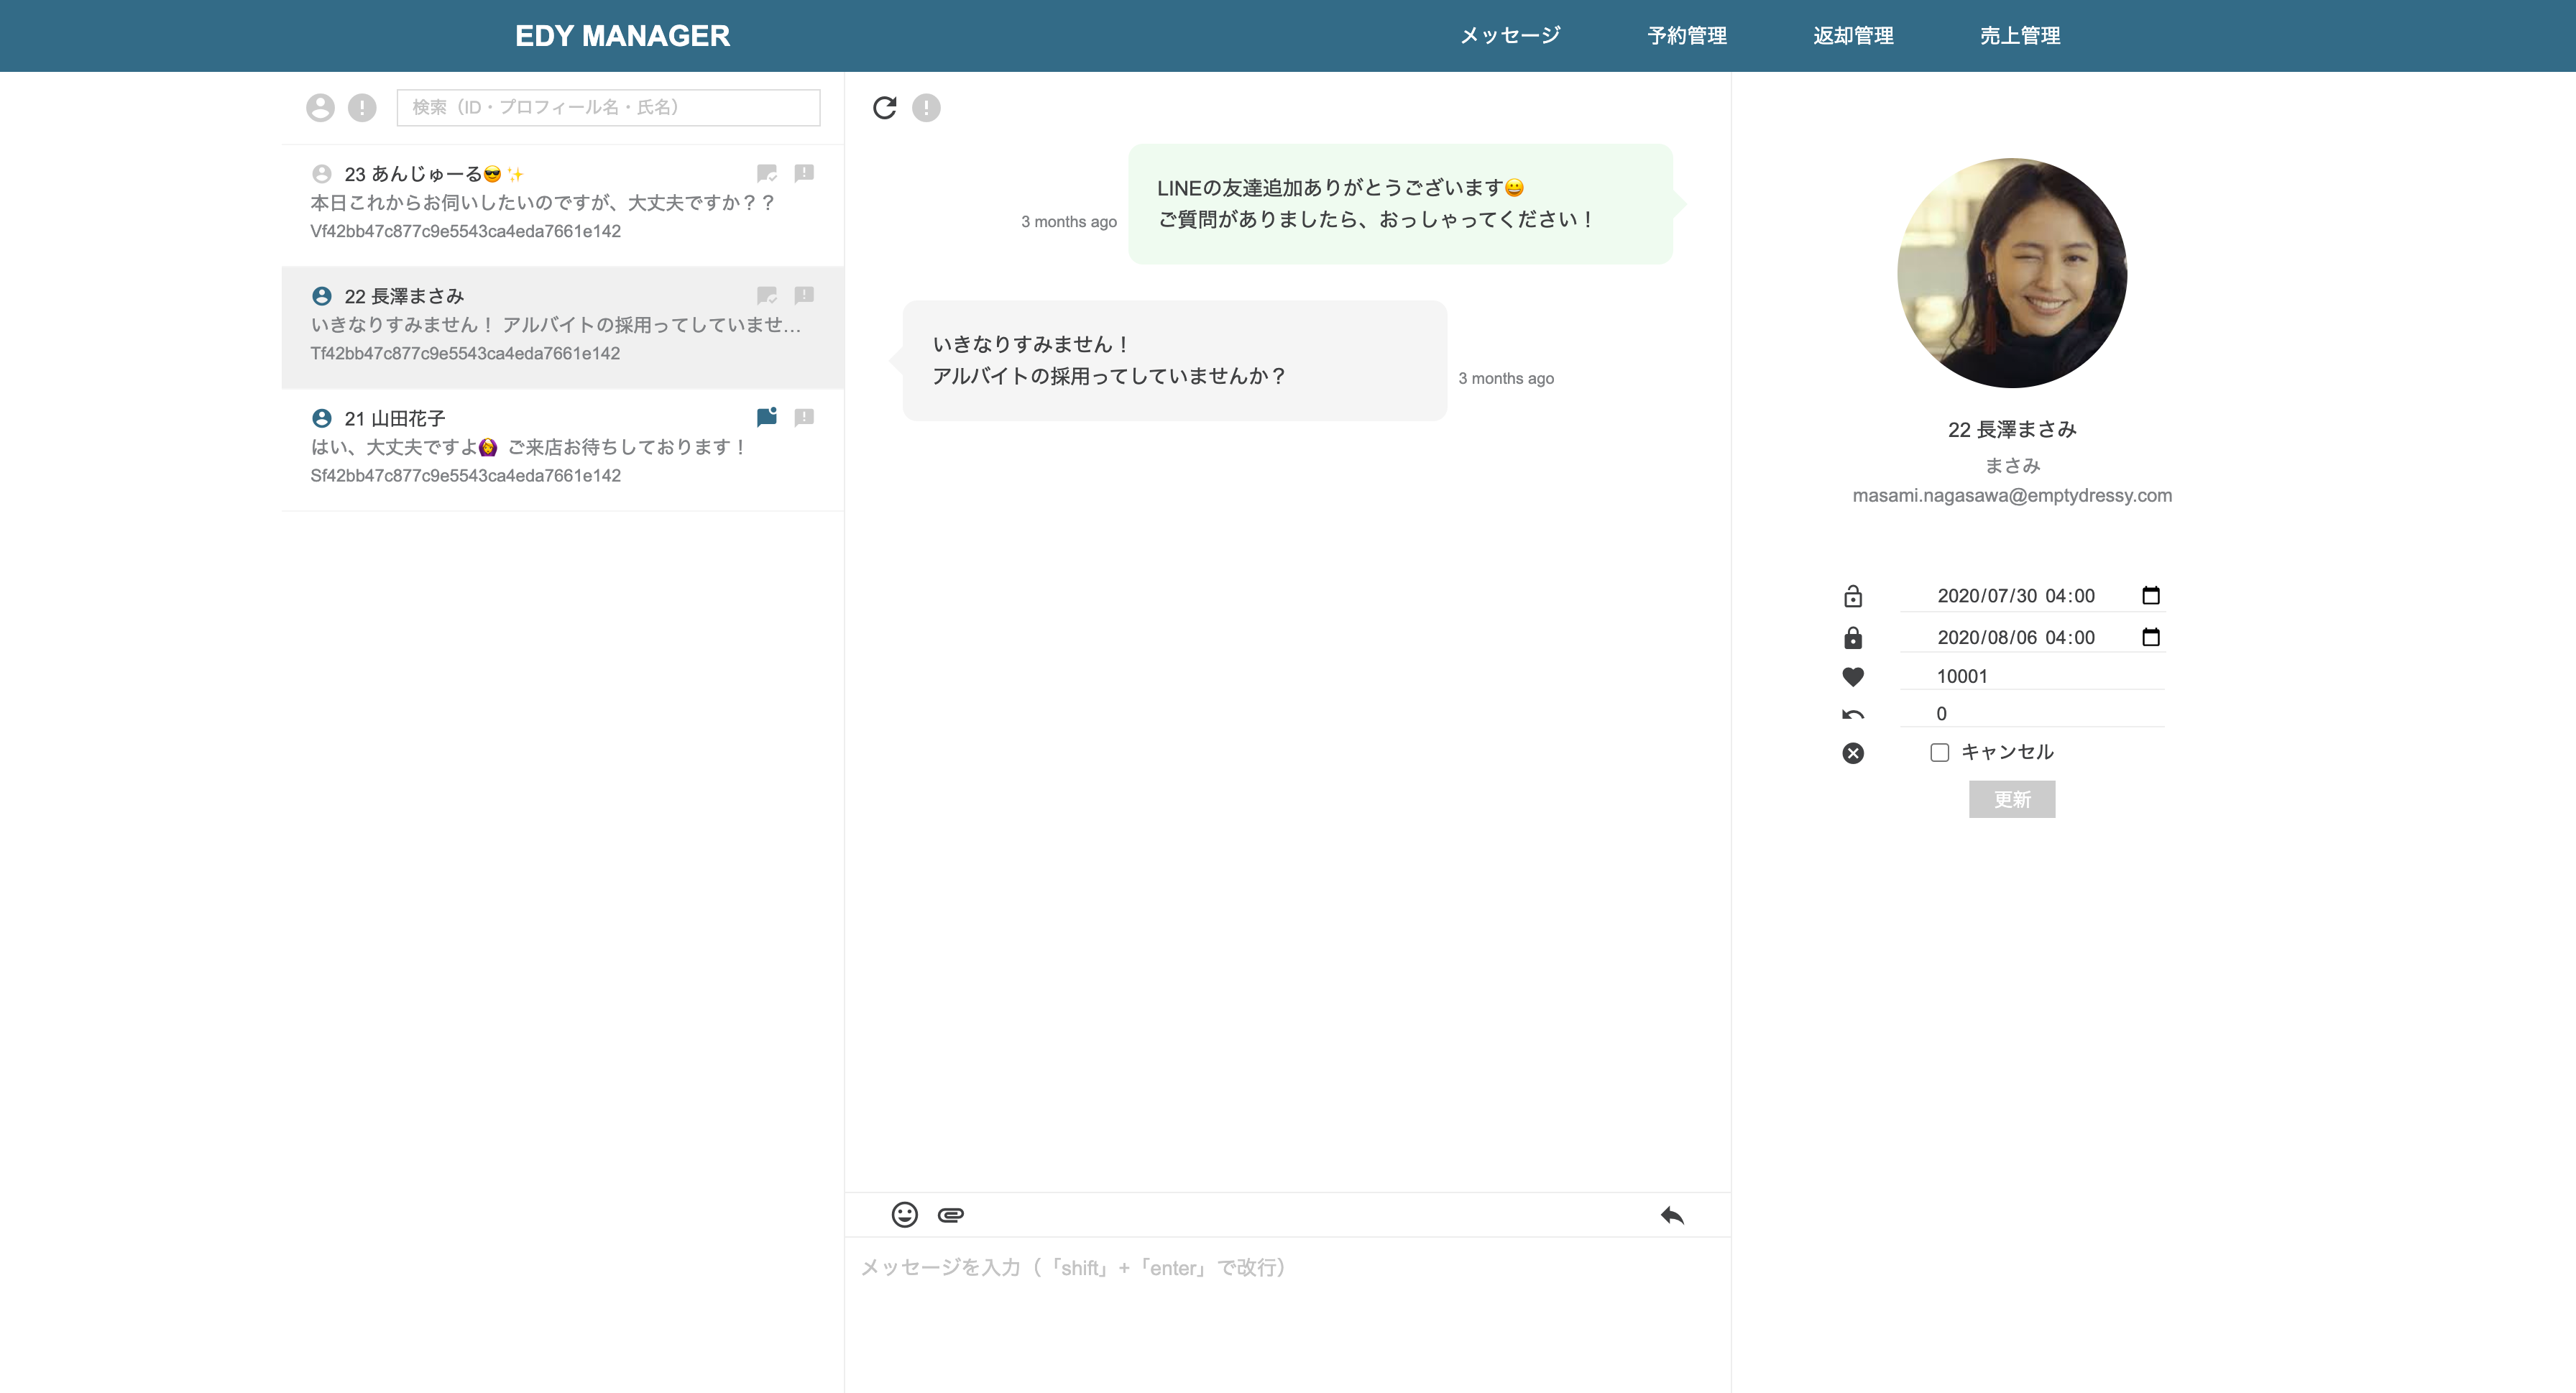 EDY MANAGER
メッセージ
予約管理
返却管理
売上管理
検索（ID・プロフィール名・氏名）
23 あんじゅーる😎✨
本日これからお伺いしたいのですが、大丈夫ですか？？
Vf42bb47c877c9e5543ca4eda7661e142
22 長澤まさみ
いきなりすみません！ アルバイトの採用ってしていませ…
Tf42bb47c877c9e5543ca4eda7661e142
21 山田花子
はい、大丈夫ですよ🙆‍♀️ ご来店お待ちしております！
Sf42bb47c877c9e5543ca4eda7661e142
LINEの友達追加ありがとうございます😀
ご質問がありましたら、おっしゃってください！
3 months ago
いきなりすみません！
アルバイトの採用ってしていませんか？
3 months ago
メッセージを入力（「shift」+「enter」で改行）
22 長澤まさみ
まさみ
masami.nagasawa@emptydressy.com
2020/07/30 04:00
2020/08/06 04:00
10001
0
キャンセル
更新